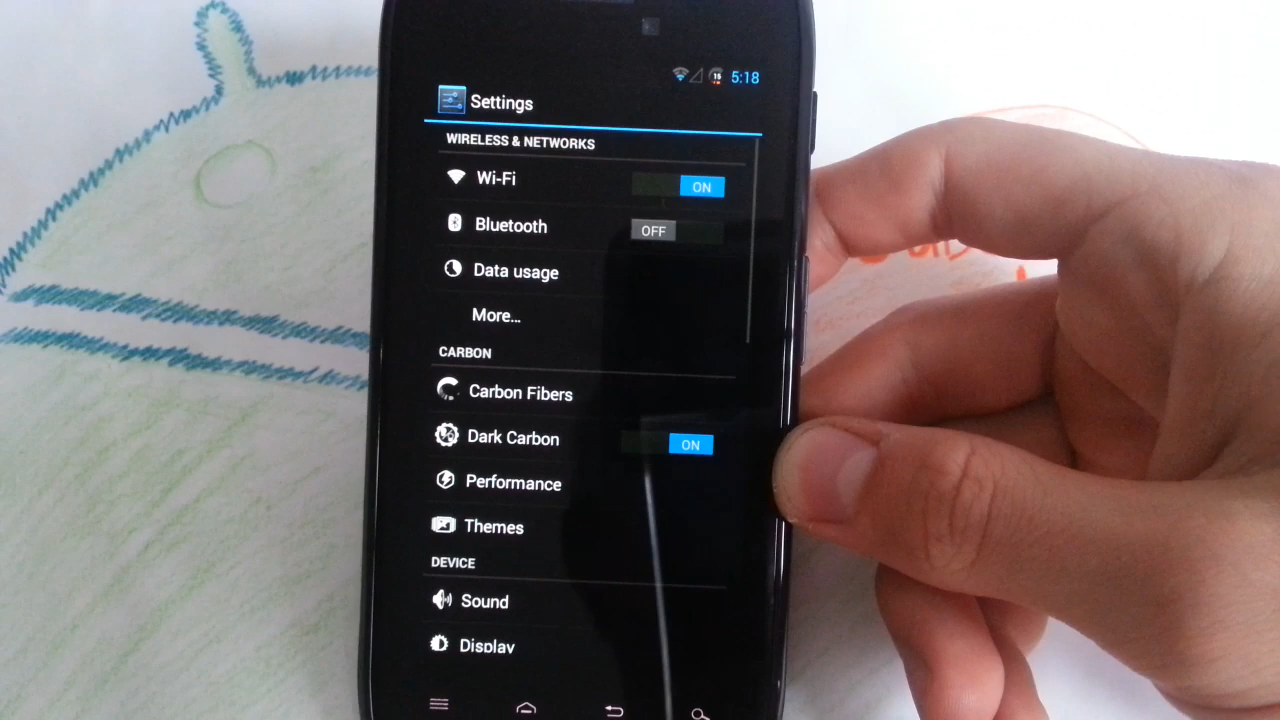 5:18
Settings
WIRELESS & NETWORKS
Wi-Fi
ON
Bluetooth
OFF
Data usage
More...
CARBON
Carbon Fibers
Dark Carbon
ON
Performance
Themes
DEVICE
Sound
Display